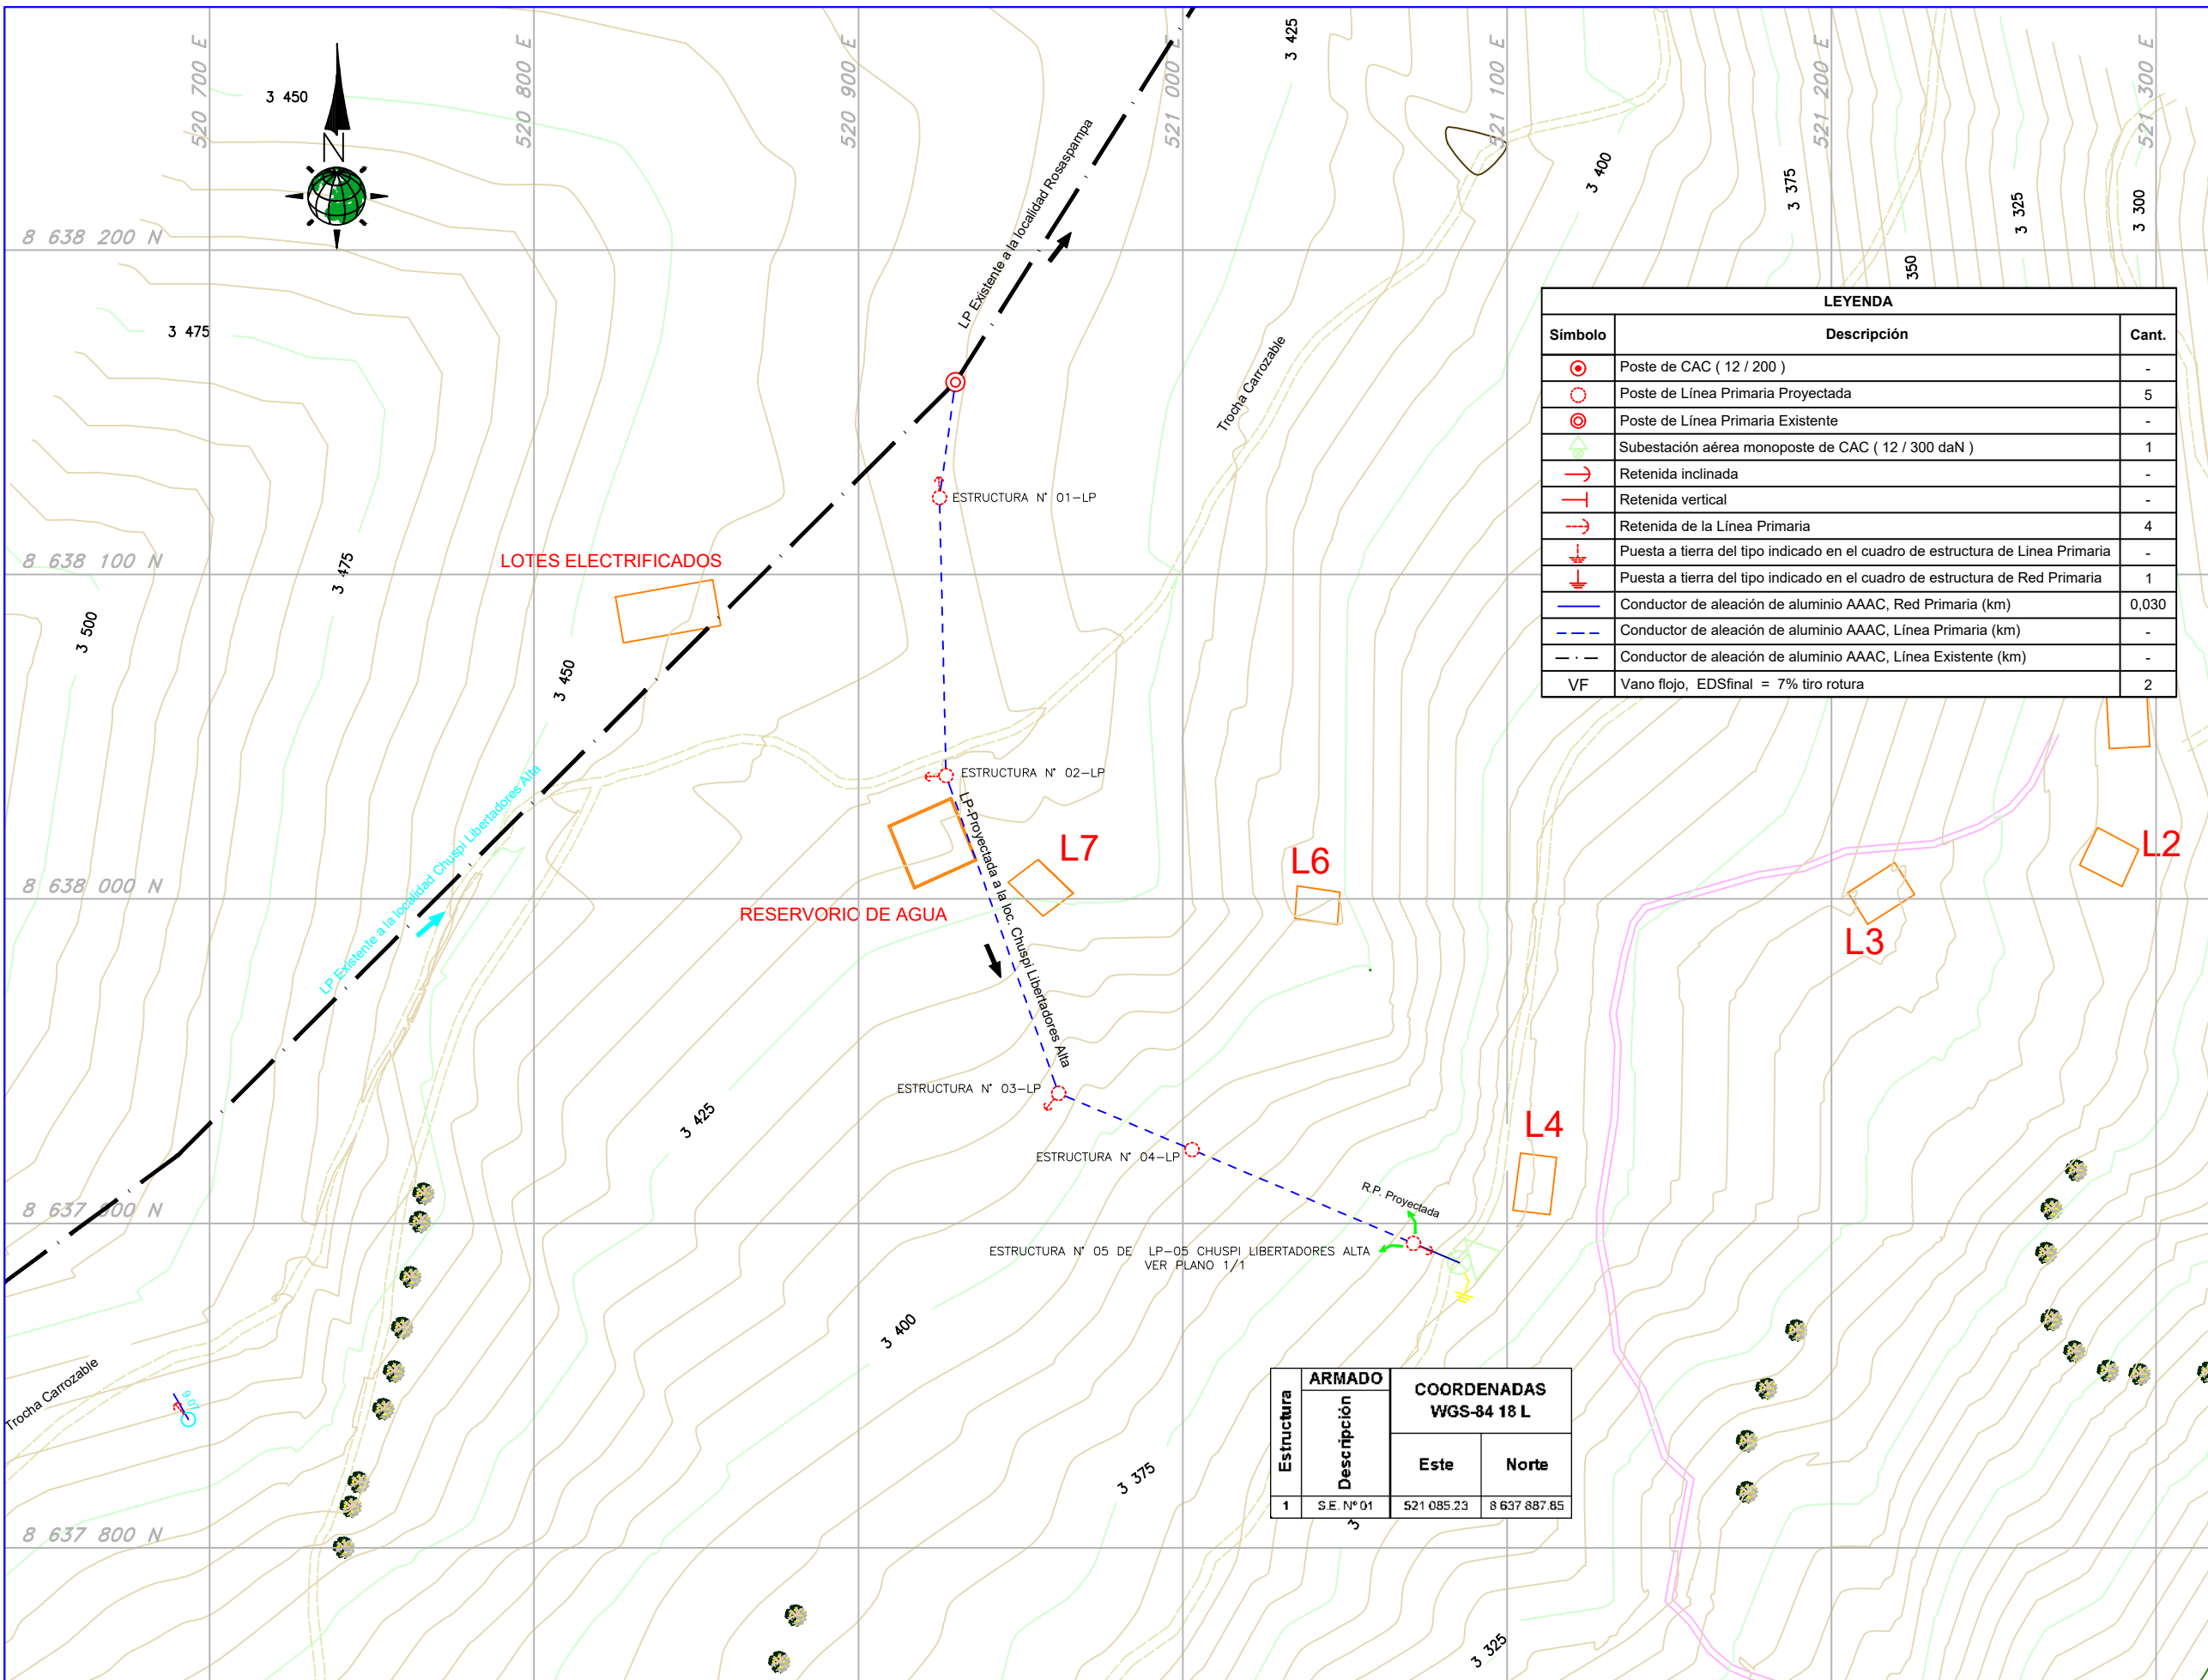 520 700 E
520 800 E
520 900 E
521 000 E
521 100 E
521 200 E
521 300 E
3 425
3 450
N
3 400
3 375
3 325
3 300
350
8 638 200 N
LP Existente a la localidad Rosaspampa
3 475
Trocha Carrozable
LEYENDA
Símbolo
Descripción
Cant.
Poste de CAC ( 12 / 200 )
-
Poste de Línea Primaria Proyectada
5
Poste de Línea Primaria Existente
-
Subestación aérea monoposte de CAC ( 12 / 300 daN )
1
Retenida inclinada
-
Retenida vertical
-
Retenida de la Línea Primaria
4
Puesta a tierra del tipo indicado en el cuadro de estructura de Linea Primaria
-
Puesta a tierra del tipo indicado en el cuadro de estructura de Red Primaria
1
Conductor de aleación de aluminio AAAC, Red Primaria (km)
0,030
Conductor de aleación de aluminio AAAC, Línea Primaria (km)
-
Conductor de aleación de aluminio AAAC, Línea Existente (km)
-
VF
Vano flojo, EDSfinal = 7% tiro rotura
2
ESTRUCTURA N° 01-LP
LOTES ELECTRIFICADOS
8 638 100 N
3 475
3 500
3 450
ESTRUCTURA N° 02-LP
LP Existente a la localidad Chuspi Libertadores Alta
LP-Proyectada a la loc. Chuspi Libertadores Alta
L7
L6
L2
L3
8 638 000 N
RESERVORIO DE AGUA
ESTRUCTURA N° 03-LP
3 425
L4
ESTRUCTURA N° 04-LP
R.P. Proyectada
8 637 900 N
ESTRUCTURA N° 05 DE LP-05 CHUSPI LIBERTADORES ALTA
VER PLANO 1/1
3 400
Trocha Carrozable
9.07
3 375
Estructura
ARMADO
Descripción
COORDENADAS
WGS-84 18 L
Este
Norte
1
S.E. Nº 01
521 085.23
8 637 887.85
3
8 637 800 N
3 325